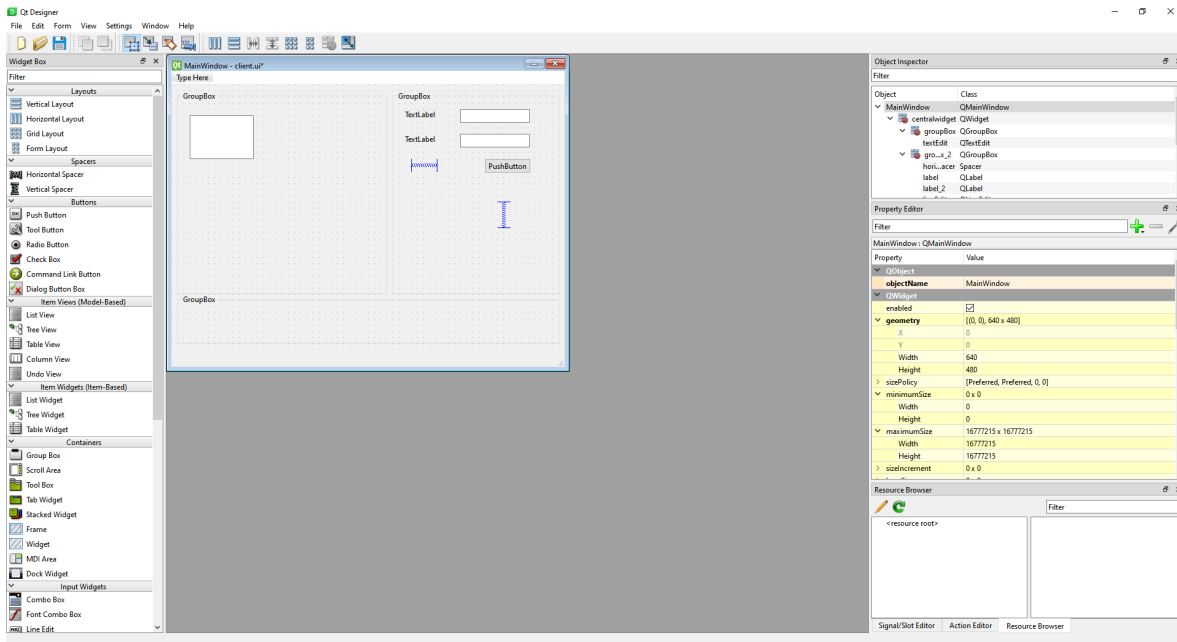 Qt Designer
File Edit Form View Settings Window Help
Widget Box
Filter
Layouts
Vertical Layout
Horizontal Layout
Grid Layout
Form Layout
Spacers
Horizontal Spacer
Vertical Spacer
Buttons
Push Button
Tool Button
Radio Button
Check Box
Command Link Button
Dialog Button Box
Item Views (Model-Based)
List View
Tree View
Table View
Column View
Undo View
Item Widgets (Item-Based)
List Widget
Tree Widget
Table Widget
Containers
Group Box
Scroll Area
Tool Box
Tab Widget
Stacked Widget
Frame
Widget
MDI Area
Dock Widget
Input Widgets
Combo Box
Font Combo Box
Line Edit
MainWindow - client.ui*
Type Here
GroupBox
GroupBox
TextLabel
TextLabel
PushButton
GroupBox
Object Inspector
Filter
Object Class
MainWindow QMainWindow
centralwidget QWidget
groupBox QGroupBox
textEdit QTextEdit
gro...x_2 QGroupBox
hori...acer Spacer
label QLabel
label_2 QLabel
Property Editor
Filter
MainWindow : QMainWindow
Property Value
QObject
objectName MainWindow
QWidget
enabled
geometry [(0, 0), 640 x 480]
X 0
Y 0
Width 640
Height 480
sizePolicy [Preferred, Preferred, 0, 0]
minimumSize 0 x 0
Width 0
Height 0
maximumSize 16777215 x 16777215
Width 16777215
Height 16777215
sizeIncrement 0 x 0
Resource Browser
Filter
<resource root>
Signal/Slot Editor Action Editor Resource Browser